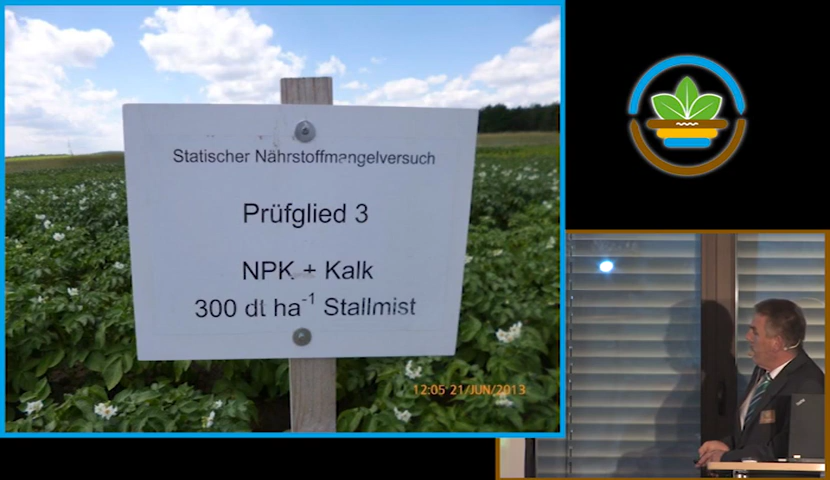 Statischer Nährstoffmangelversuch
Prüfglied 3
NPK + Kalk
300 dt ha⁻¹ Stallmist
12:05 21/JUN/2013